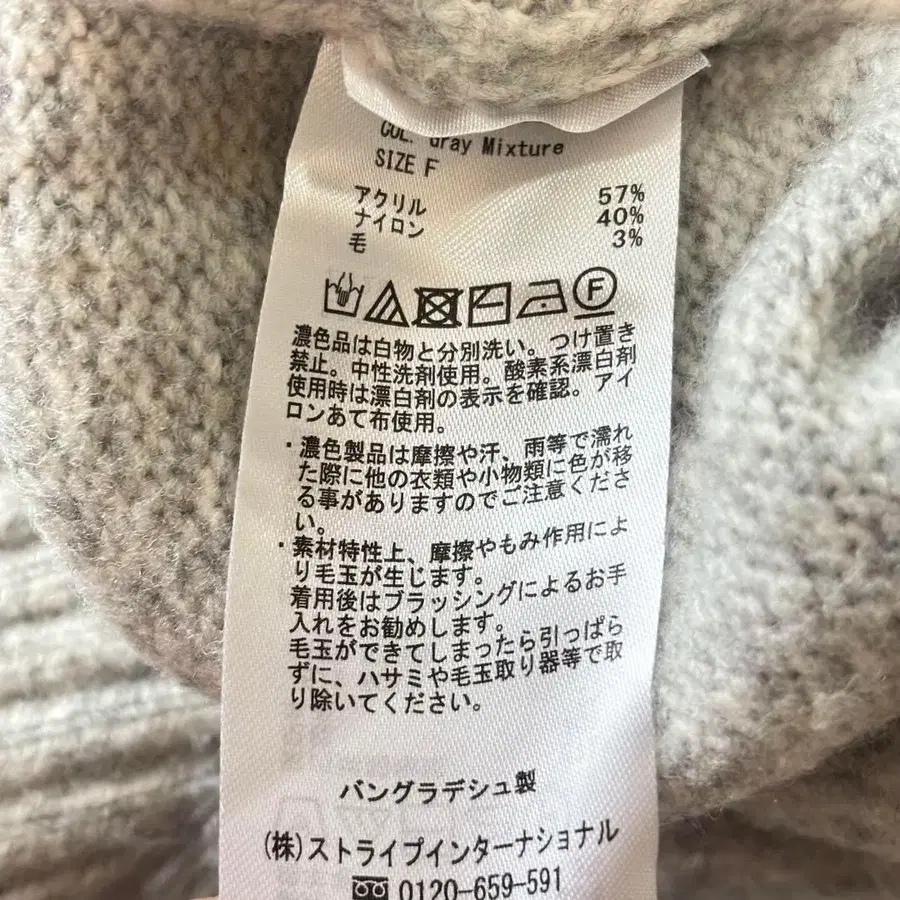 COL. Gray Mixture
SIZE F
アクリル 57%
ナイロン 40%
毛 3%
F
濃色品は白物と分別洗い。つけ置き
禁止。中性洗剤使用。酸素系漂白剤
使用時は漂白剤の表示を確認。アイ
ロンあて布使用。
・濃色製品は摩擦や汗、雨等で濡れ
た際に他の衣類や小物類に色が移
る事がありますのでご注意くださ
い。
・素材特性上、摩擦やもみ作用によ
り毛玉が生じます。
着用後はブラッシングによるお手
入れをお勧めします。
毛玉ができてしまったら引っぱら
ずに、ハサミや毛玉取り器等で取
り除いてください。
バングラデシュ製
(株)ストライプインターナショナル
0120-659-591